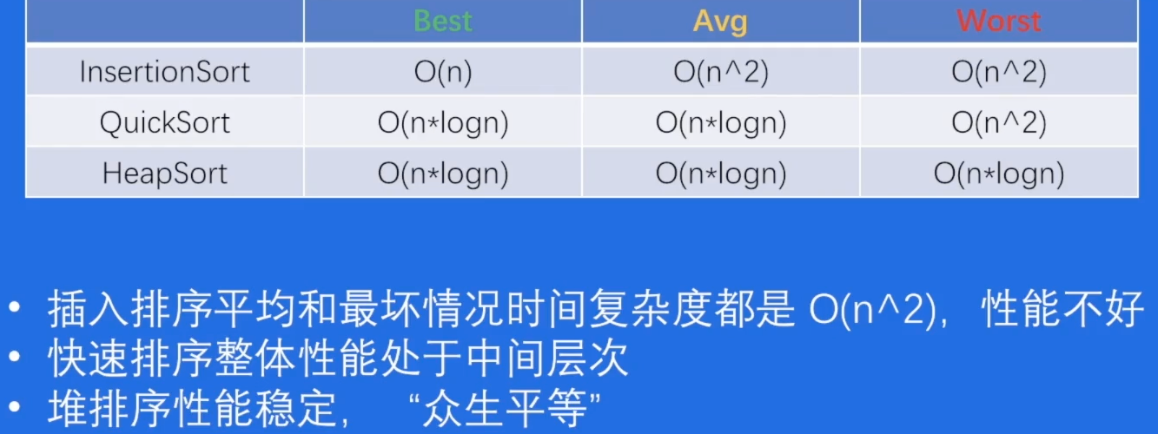 Best Avg Worst
InsertionSort O(n) O(n^2) O(n^2)
QuickSort O(n*logn) O(n*logn) O(n^2)
HeapSort O(n*logn) O(n*logn) O(n*logn)
• 插入排序平均和最坏情况时间复杂度都是 O(n^2)，性能不好
• 快速排序整体性能处于中间层次
• 堆排序性能稳定，“众生平等”